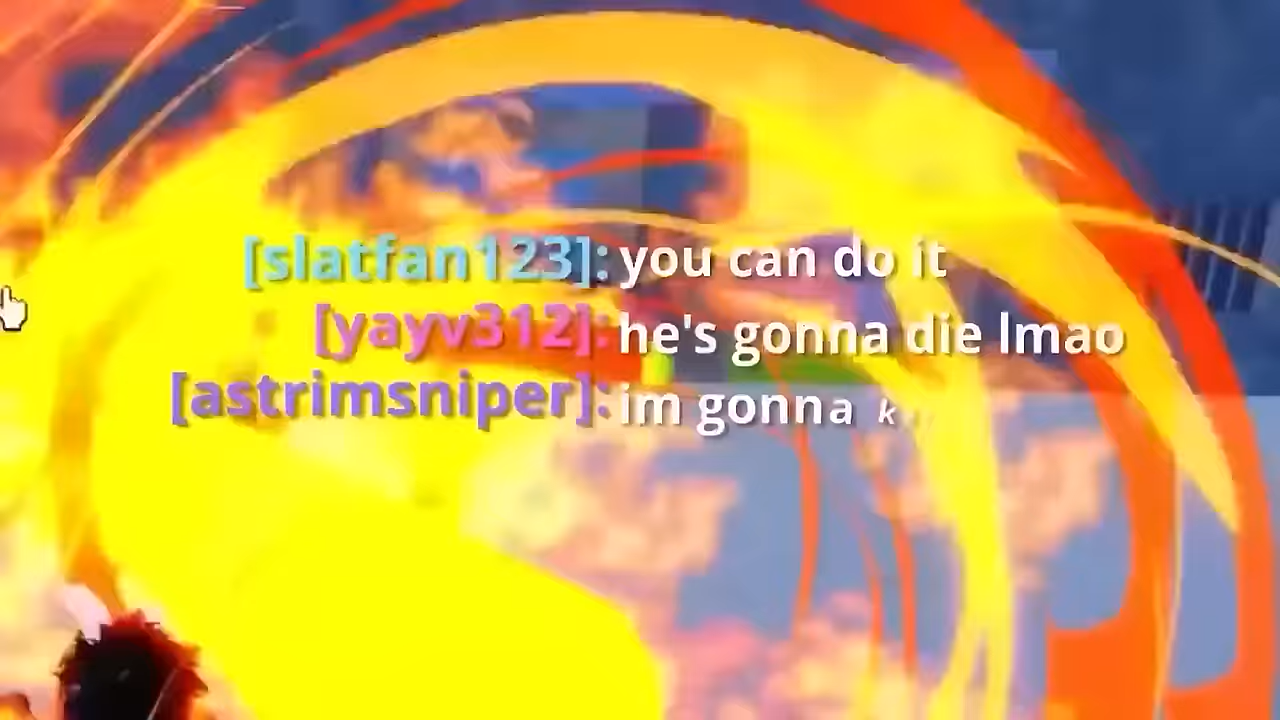 [slatfan123]: you can do it
[yayv312]: he's gonna die lmao
[astrimsniper]: im gonna k